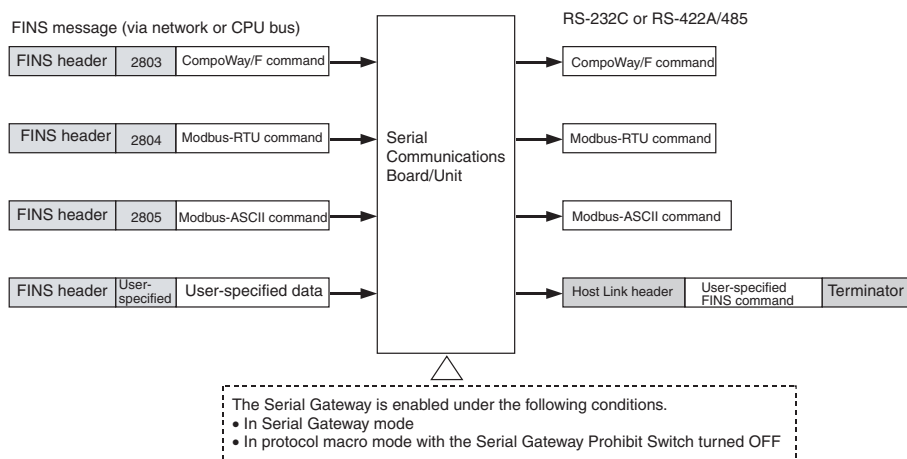 FINS message (via network or CPU bus)
RS-232C or RS-422A/485
FINS header 2803 CompoWay/F command
CompoWay/F command
FINS header 2804 Modbus-RTU command
Modbus-RTU command
Serial
Communications
Board/Unit
FINS header 2805 Modbus-ASCII command
Modbus-ASCII command
FINS header
User-
specified
User-specified data
Host Link header
User-specified
FINS command
Terminator
The Serial Gateway is enabled under the following conditions.
• In Serial Gateway mode
• In protocol macro mode with the Serial Gateway Prohibit Switch turned OFF